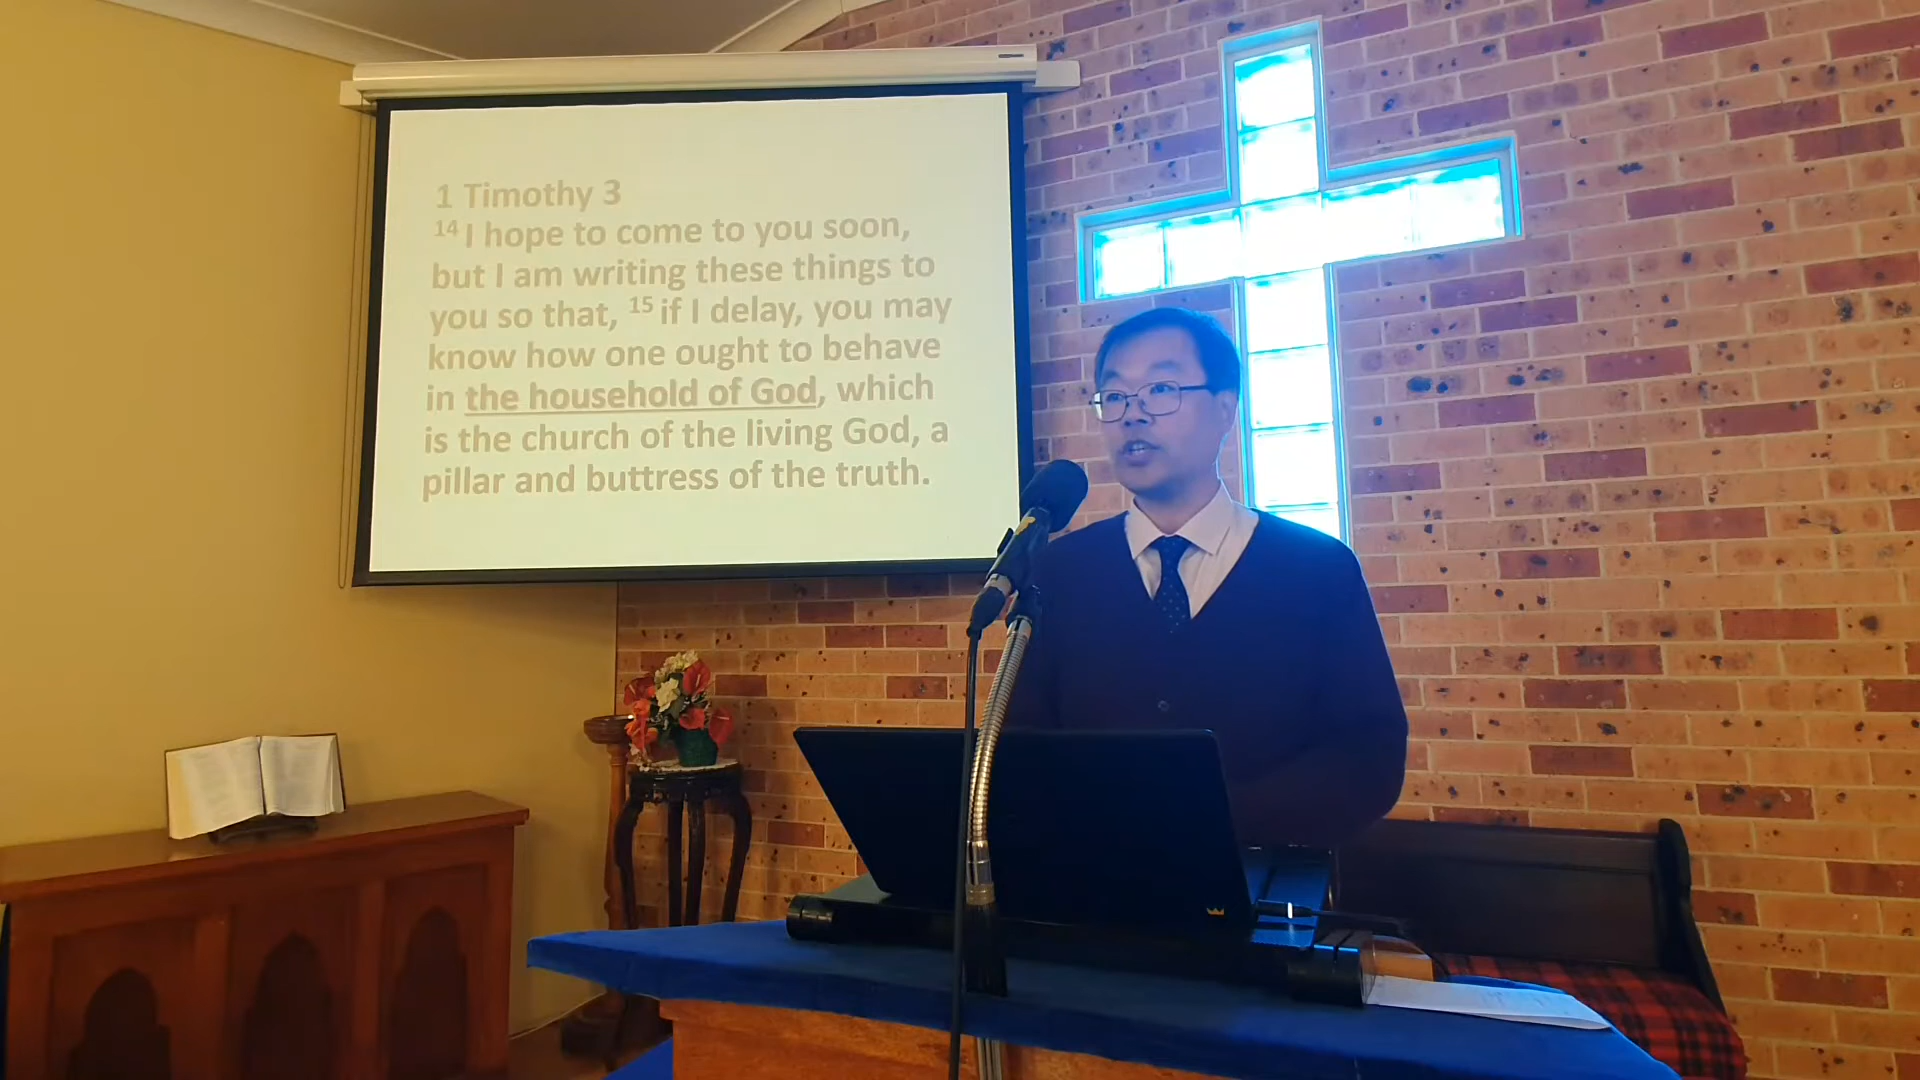 1 Timothy 3
14 I hope to come to you soon,
but I am writing these things to
you so that, 15 if I delay, you may
know how one ought to behave
in the household of God, which
is the church of the living God, a
pillar and buttress of the truth.